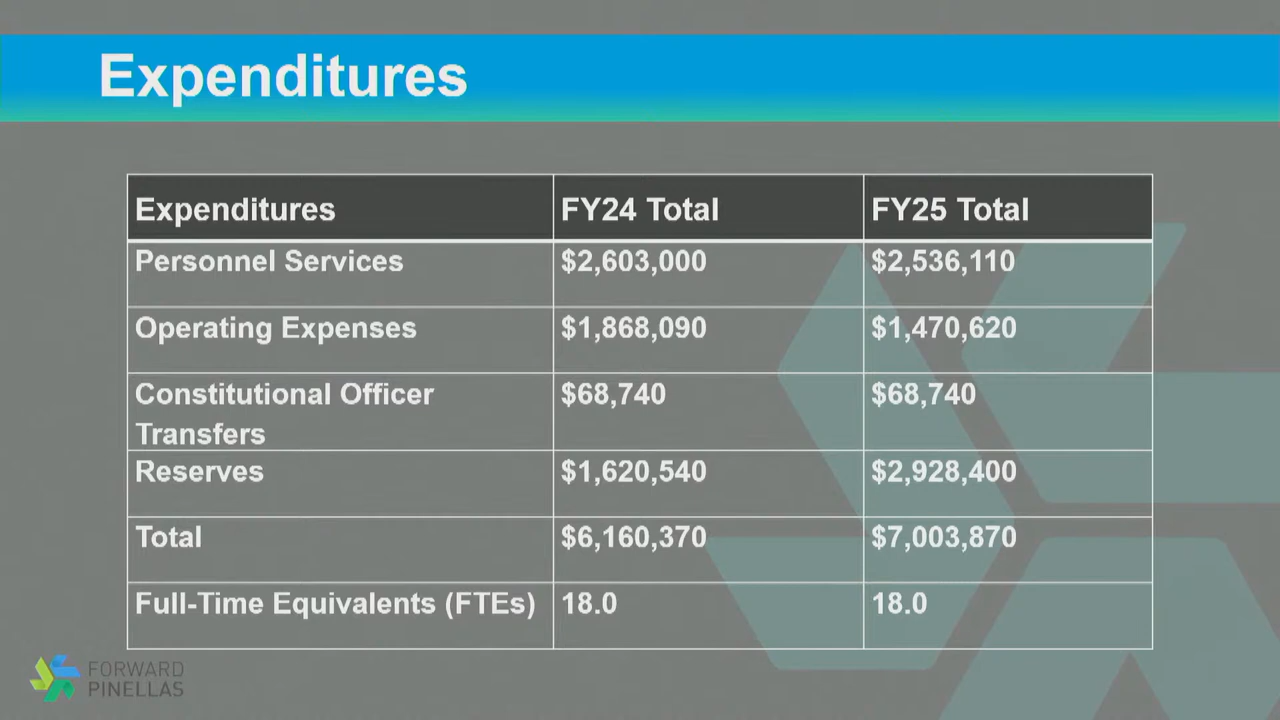 Expenditures
Expenditures FY24 Total FY25 Total
Personnel Services $2,603,000 $2,536,110
Operating Expenses $1,868,090 $1,470,620
Constitutional Officer $68,740 $68,740
Transfers
Reserves $1,620,540 $2,928,400
Total $6,160,370 $7,003,870
Full-Time Equivalents (FTEs) 18.0 18.0
FORWARD
PINELLAS